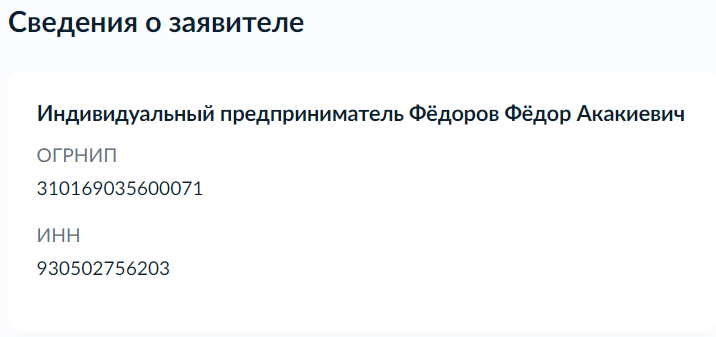 Сведения о заявителе
Индивидуальный предприниматель Фёдоров Фёдор Акакиевич
ОГРНИП
310169035600071
ИНН
930502756203